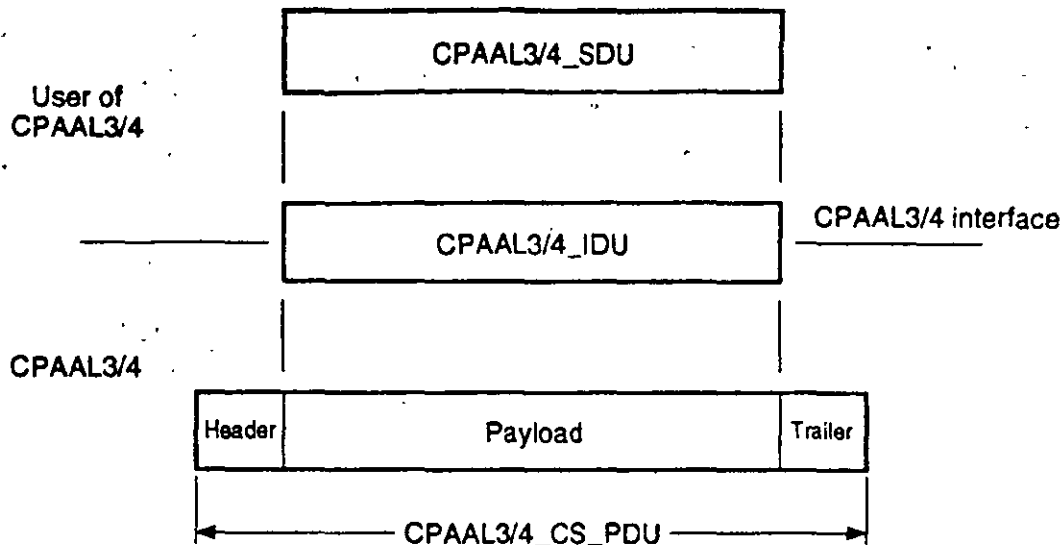 CPAAL3/4_SDU
User of
CPAAL3/4
CPAAL3/4 interface
CPAAL3/4_IDU
CPAAL3/4
Header
Payload
Trailer
CPAAL3/4_CS_PDU